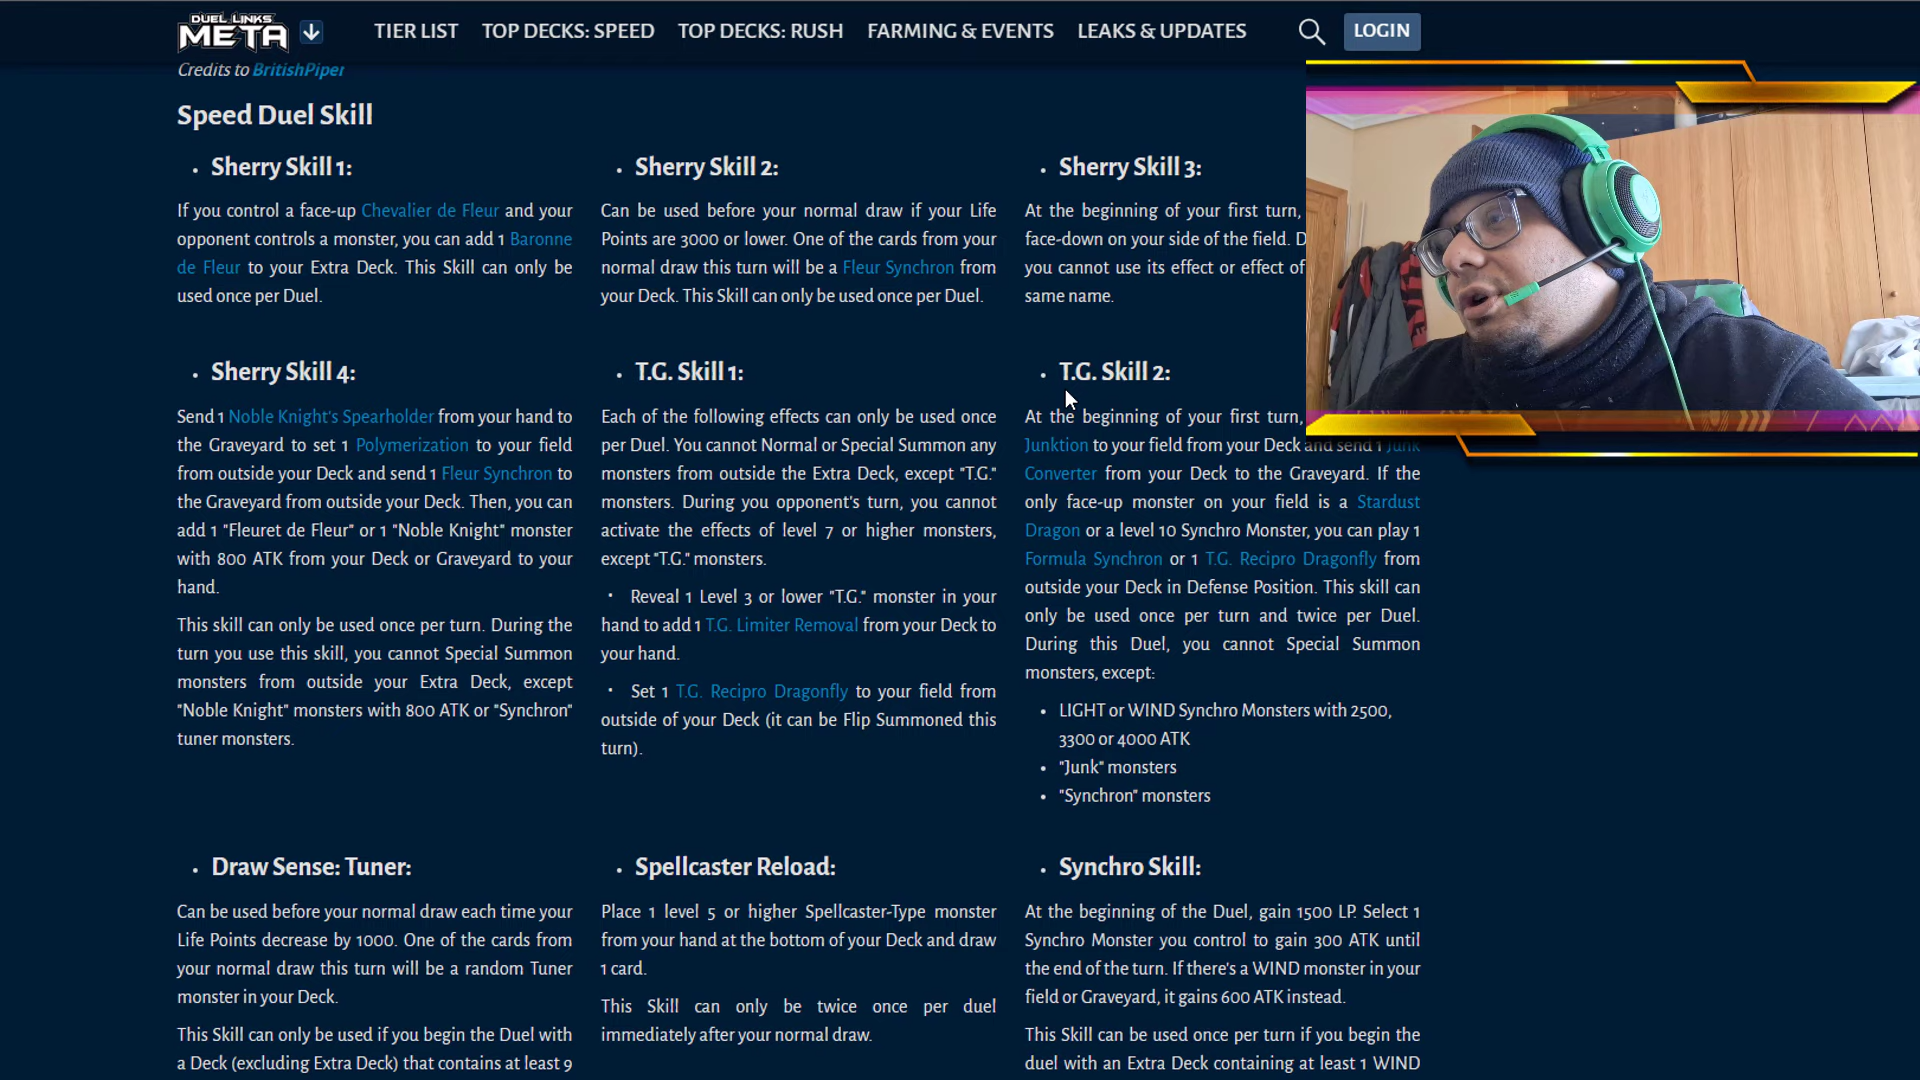 DUEL LINKS
META
TIER LIST
TOP DECKS: SPEED
TOP DECKS: RUSH
FARMING & EVENTS
LEAKS & UPDATES
LOGIN
Credits to BritishPiper
Speed Duel Skill
• Sherry Skill 1:
If you control a face-up Chevalier de Fleur and your
opponent controls a monster, you can add 1 Baronne
de Fleur to your Extra Deck. This Skill can only be
used once per Duel.
• Sherry Skill 2:
Can be used before your normal draw if your Life
Points are 3000 or lower. One of the cards from your
normal draw this turn will be a Fleur Synchron from
your Deck. This Skill can only be used once per Duel.
• Sherry Skill 3:
At the beginning of your first turn,
face-down on your side of the field.
you cannot use its effect or effect of
same name.
• Sherry Skill 4:
Send 1 Noble Knight's Spearholder from your hand to
the Graveyard to set 1 Polymerization to your field
from outside your Deck and send 1 Fleur Synchron to
the Graveyard from outside your Deck. Then, you can
add 1 "Fleuret de Fleur" or 1 "Noble Knight" monster
with 800 ATK from your Deck or Graveyard to your
hand.
This skill can only be used once per turn. During the
turn you use this skill, you cannot Special Summon
monsters from outside your Extra Deck, except
"Noble Knight" monsters with 800 ATK or "Synchron"
tuner monsters.
• T.G. Skill 1:
Each of the following effects can only be used once
per Duel. You cannot Normal or Special Summon any
monsters from outside the Extra Deck, except "T.G."
monsters. During you opponent's turn, you cannot
activate the effects of level 7 or higher monsters,
except "T.G." monsters.
• Reveal 1 Level 3 or lower "T.G." monster in your
hand to add 1 T.G. Limiter Removal from your Deck to
your hand.
• Set 1 T.G. Recipro Dragonfly to your field from
outside of your Deck (it can be Flip Summoned this
turn).
• T.G. Skill 2:
At the beginning of your first turn,
Junktion to your field from your Deck and send 1 Junk
Converter from your Deck to the Graveyard. If the
only face-up monster on your field is a Stardust
Dragon or a level 10 Synchro Monster, you can play 1
Formula Synchron or 1 T.G. Recipro Dragonfly from
outside your Deck in Defense Position. This skill can
only be used once per turn and twice per Duel.
During this Duel, you cannot Special Summon
monsters, except:
• LIGHT or WIND Synchro Monsters with 2500,
3300 or 4000 ATK
• "Junk" monsters
• "Synchron" monsters
• Draw Sense: Tuner:
Can be used before your normal draw each time your
Life Points decrease by 1000. One of the cards from
your normal draw this turn will be a random Tuner
monster in your Deck.
This Skill can only be used if you begin the Duel with
a Deck (excluding Extra Deck) that contains at least 9
• Spellcaster Reload:
Place 1 level 5 or higher Spellcaster-Type monster
from your hand at the bottom of your Deck and draw
1 card.
This Skill can only be twice once per duel
immediately after your normal draw.
• Synchro Skill:
At the beginning of the Duel, gain 1500 LP. Select 1
Synchro Monster you control to gain 300 ATK until
the end of the turn. If there's a WIND monster in your
field or Graveyard, it gains 600 ATK instead.
This Skill can be used once per turn if you begin the
duel with an Extra Deck containing at least 1 WIND